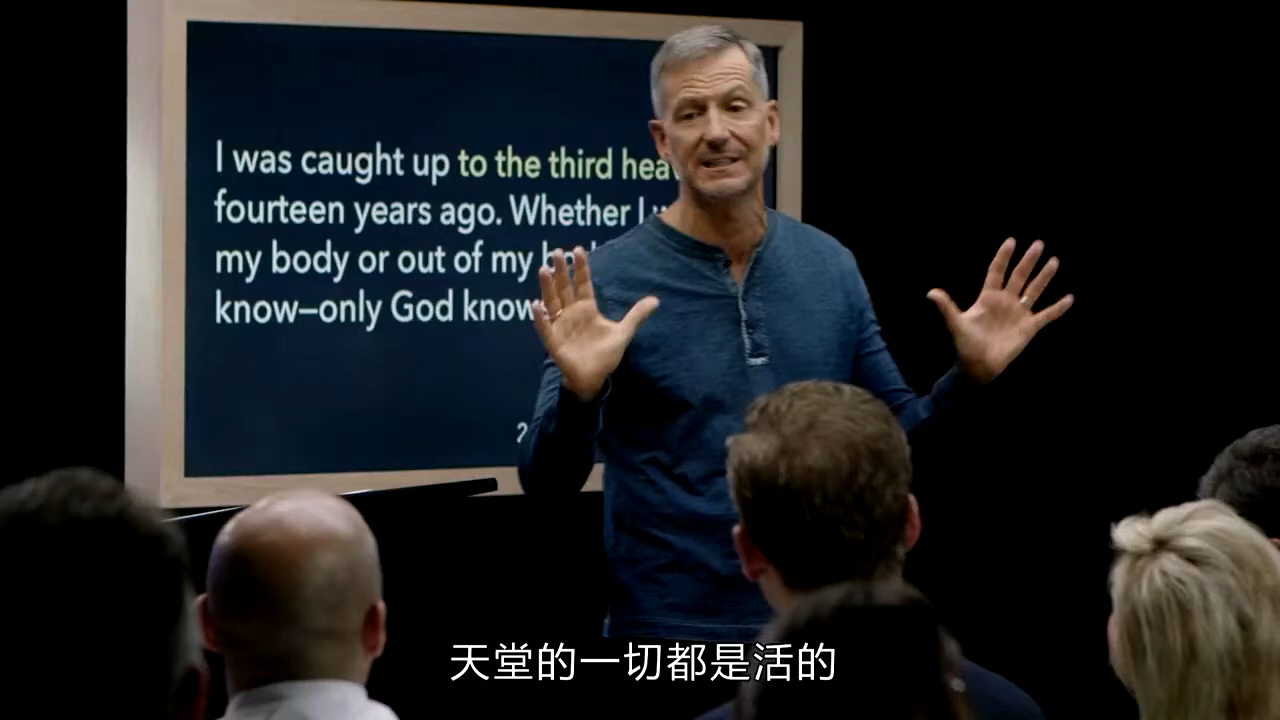 I was caught up to the third
fourteen years ago. Whether I
my body or out of my
know—only God
天堂的一切都是活的